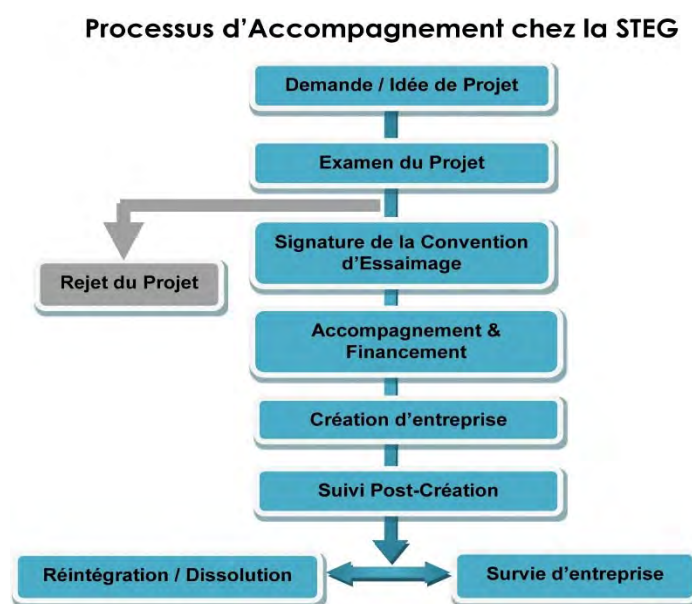 Processus d’Accompagnement chez la STEG
Demande / Idée de Projet
Examen du Projet
Signature de la Convention
d’Essaimage
Rejet du Projet
Accompagnement &
Financement
Création d’entreprise
Suivi Post-Création
Réintégration / Dissolution
Survie d’entreprise